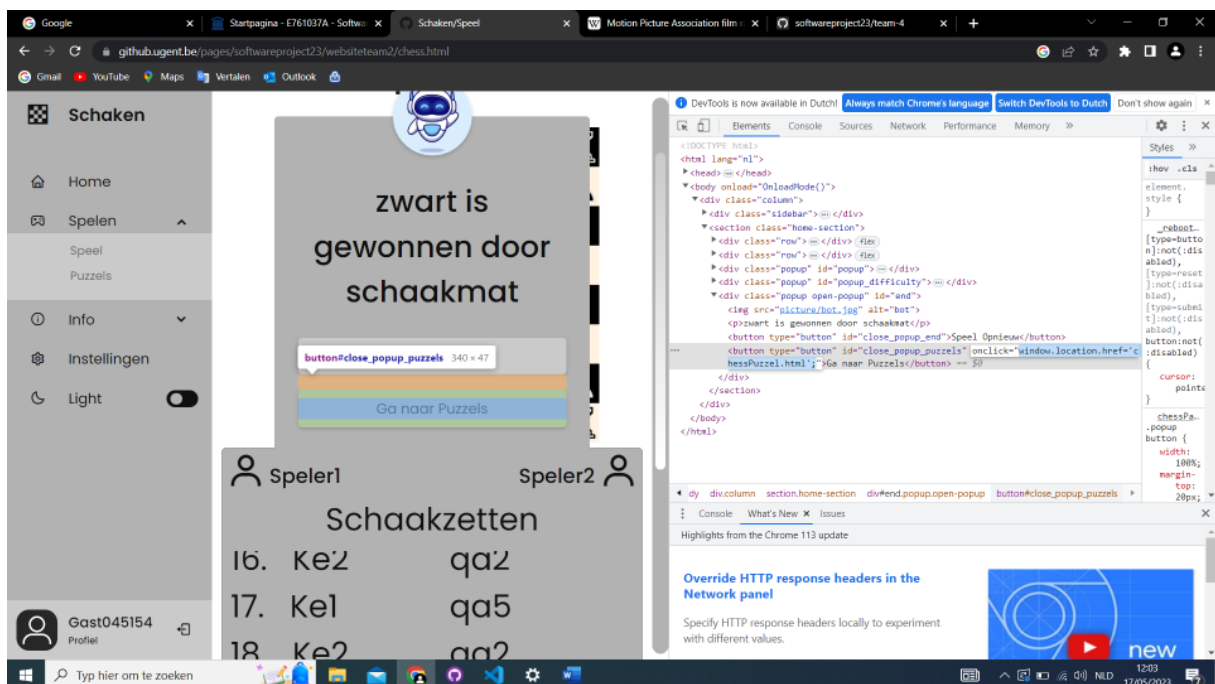 Google
Startpagina - E761037A - Softwa
Schaken/Speel
Motion Picture Association film r
softwareproject23/team-4
github.ugent.be/pages/softwareproject23/websiteteam2/chess.html
Gmail
YouTube
Maps
Vertalen
Outlook
Schaken
Home
Spelen
Speel
Puzzels
Info
Instellingen
Light
Gast045154
Profiel
zwart is
gewonnen door
schaakmat
button#close_popup_puzzels 340 × 47
Ga naar Puzzels
Speler1
Speler2
Schaakzetten
16. Ke2 qa2
17. Ke1 qa5
18. Ke2 qa2
DevTools is now available in Dutch! Always match Chrome's language Switch DevTools to Dutch Don't show again
Elements Console Sources Network Performance Memory
<!DOCTYPE html>
<html lang="nl">
<head> </head>
<body onload="OnloadMode()">
<div class="column">
<div class="sidebar"> </div>
<section class="home-section">
<div class="row"> </div> flex
<div class="row"> </div> flex
<div class="popup" id="popup"> </div>
<div class="popup" id="popup_difficulty"> </div>
<div class="popup open-popup" id="end">
<img src="picture/bot.jpg" alt="bot">
<p>zwart is gewonnen door schaakmat</p>
<button type="button" id="close_popup_end">Speel Opnieuw</button>
<button type="button" id="close_popup_puzzels" onclick="window.location.href='c
hessPuzzel.html';">Ga naar Puzzels</button> == $0
</div>
</section>
</div>
</body>
</html>
dy div.column section.home-section div#end.popup.open-popup button#close_popup_puzzels
Styles
:hov .cls
element.
style {
}
_reboot…
[type=butto
n]:not(:dis
abled),
[type=reset
]:not(:disa
bled),
[type=submi
t]:not(:dis
abled),
button:not(
:disabled)
{
cursor:
pointe
}
chessPa…
.popup
button {
width:
100%;
margin-
top:
20px;
Console What's New Issues
Highlights from the Chrome 113 update
Override HTTP response headers in the
Network panel
Specify HTTP response headers locally to experiment
with different values.
new
Typ hier om te zoeken
NLD
12:03
17/05/2023
7